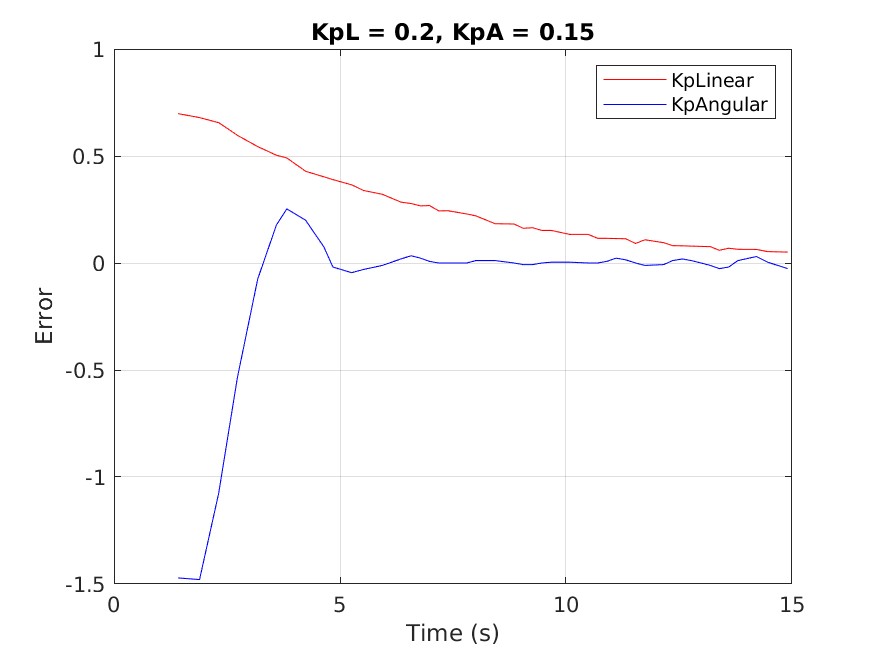 KpL = 0.2, KpA = 0.15
KpLinear
KpAngular
1
0.5
0
-0.5
-1
-1.5
Error
0 5 10 15
Time (s)